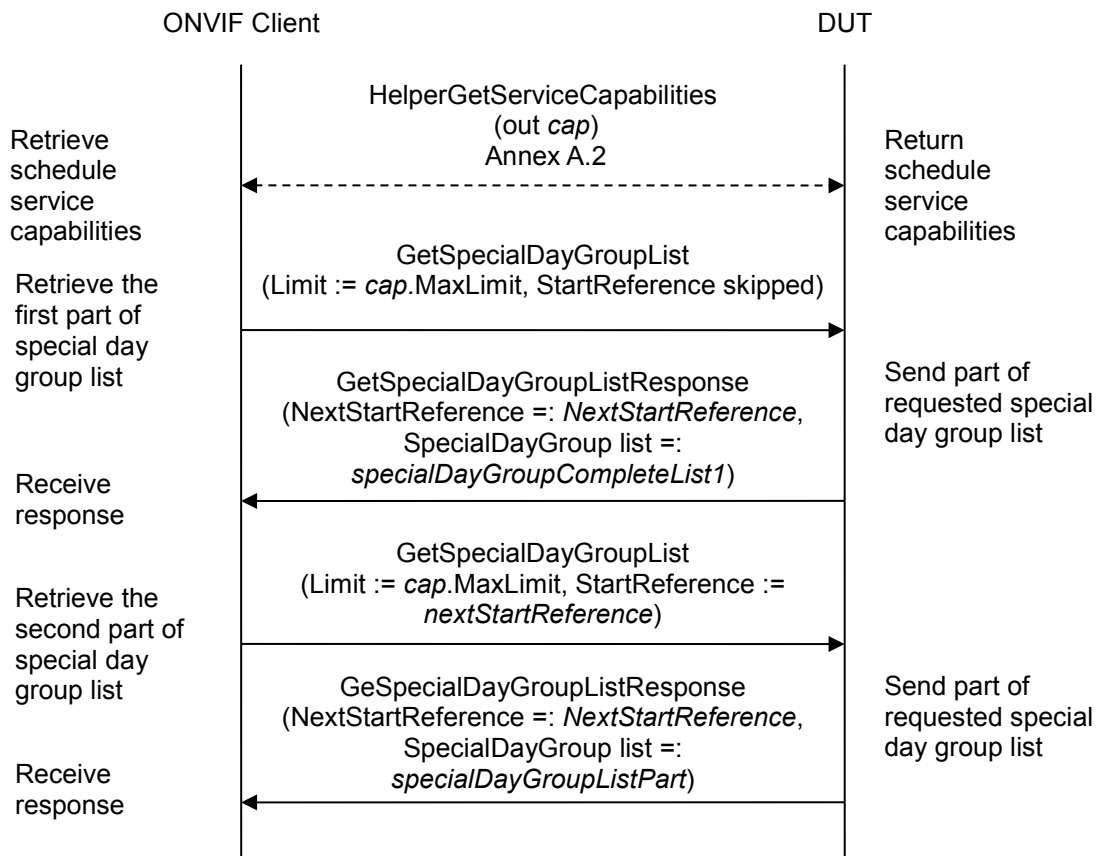 ONVIF Client
DUT
HelperGetServiceCapabilities
(out cap)
Annex A.2
Retrieve
schedule
service
capabilities
Return
schedule
service
capabilities
GetSpecialDayGroupList
(Limit := cap.MaxLimit, StartReference skipped)
Retrieve the
first part of
special day
group list
GetSpecialDayGroupListResponse
(NextStartReference =: NextStartReference,
SpecialDayGroup list =:
specialDayGroupCompleteList1)
Send part of
requested special
day group list
Receive
response
GetSpecialDayGroupList
(Limit := cap.MaxLimit, StartReference :=
nextStartReference)
Retrieve the
second part of
special day
group list
GeSpecialDayGroupListResponse
(NextStartReference =: NextStartReference,
SpecialDayGroup list =:
specialDayGroupListPart)
Send part of
requested special
day group list
Receive
response